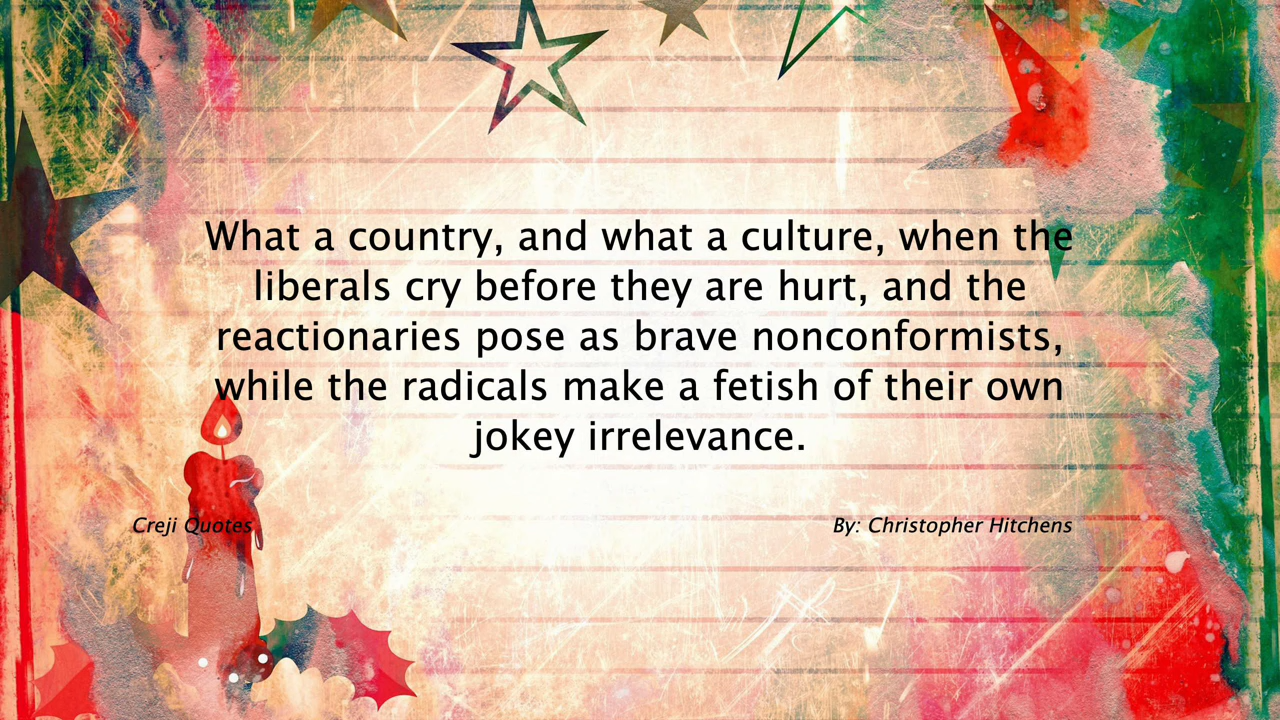 What a country, and what a culture, when the
liberals cry before they are hurt, and the
reactionaries pose as brave nonconformists,
while the radicals make a fetish of their own
jokey irrelevance.
Creji Quotes
By: Christopher Hitchens